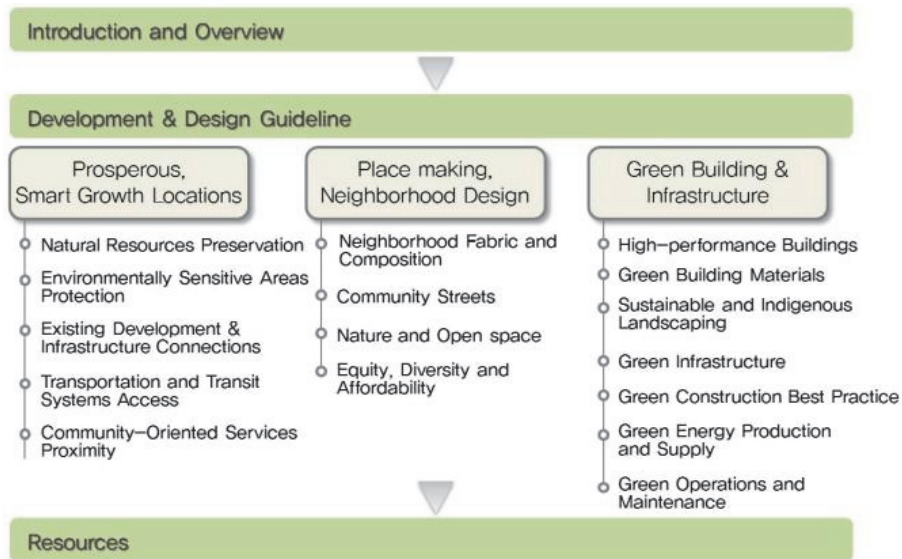 Introduction and Overview
Development & Design Guideline
Prosperous,
Smart Growth Locations
Natural Resources Preservation
Environmentally Sensitive Areas
Protection
Existing Development &
Infrastructure Connections
Transportation and Transit
Systems Access
Community-Oriented Services
Proximity
Place making,
Neighborhood Design
Neighborhood Fabric and
Composition
Community Streets
Nature and Open space
Equity, Diversity and
Affordability
Green Building &
Infrastructure
High-performance Buildings
Green Building Materials
Sustainable and Indigenous
Landscaping
Green Infrastructure
Green Construction Best Practice
Green Energy Production
and Supply
Green Operations and
Maintenance
Resources